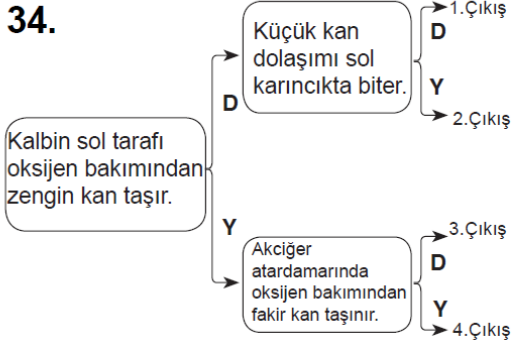 34.
Kalbin sol tarafı
oksijen bakımından
zengin kan taşır.
D
Küçük kan
dolaşımı sol
karıncıkta biter.
D
1.Çıkış
Y
2.Çıkış
Y
Akciğer
atardamarında
oksijen bakımından
fakir kan taşınır.
D
3.Çıkış
Y
4.Çıkış